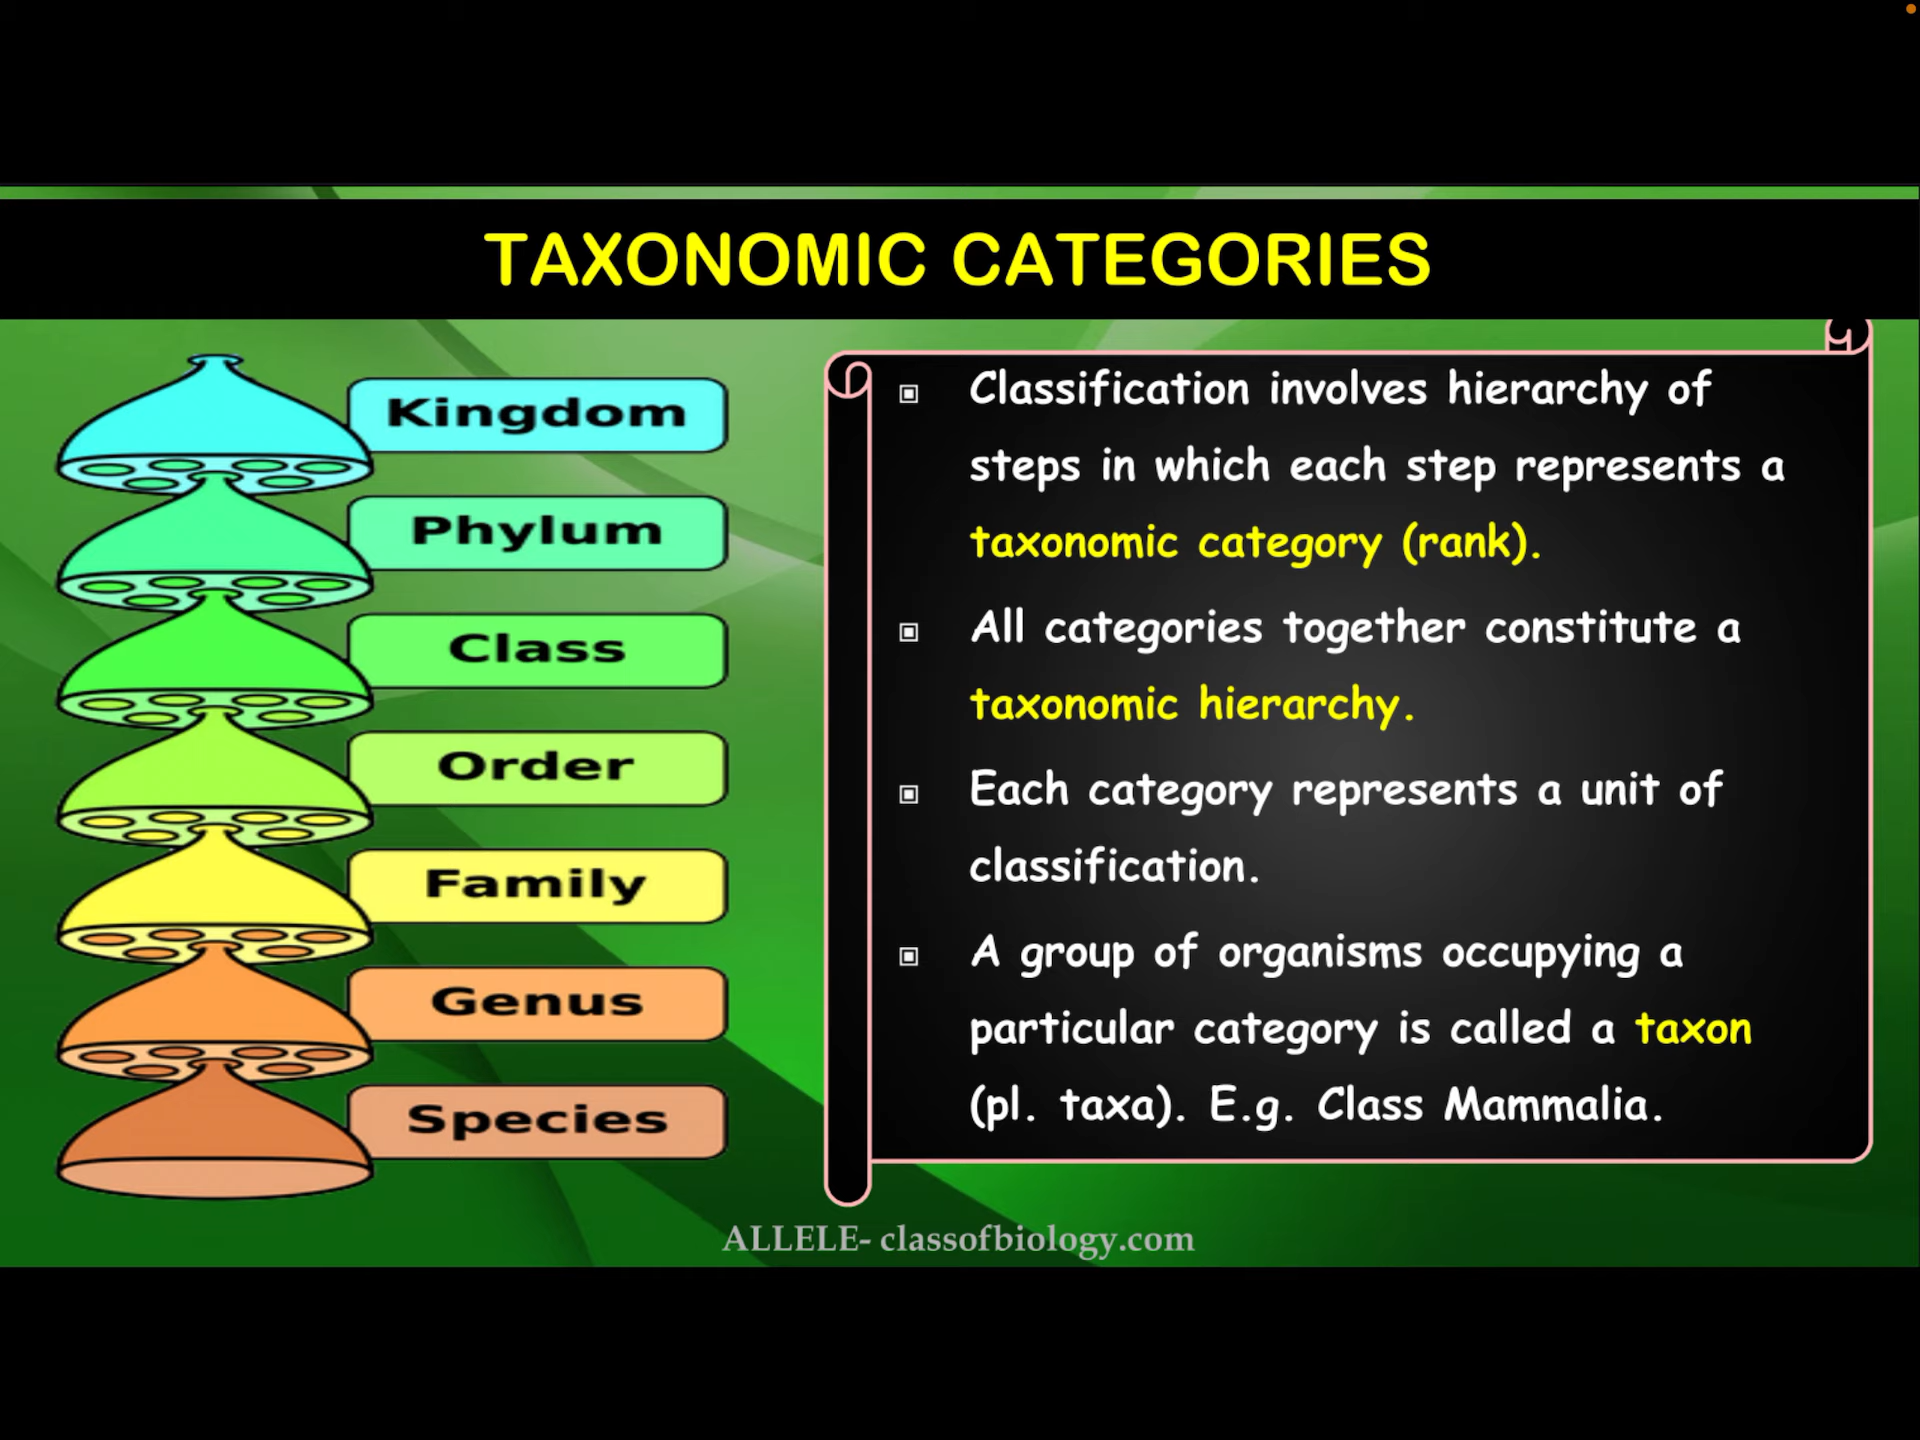 TAXONOMIC CATEGORIES
Kingdom
Phylum
Class
Order
Family
Genus
Species
Classification involves hierarchy of
steps in which each step represents a
taxonomic category (rank).
All categories together constitute a
taxonomic hierarchy.
Each category represents a unit of
classification.
A group of organisms occupying a
particular category is called a taxon
(pl. taxa). E.g. Class Mammalia.
ALLELE- classofbiology.com